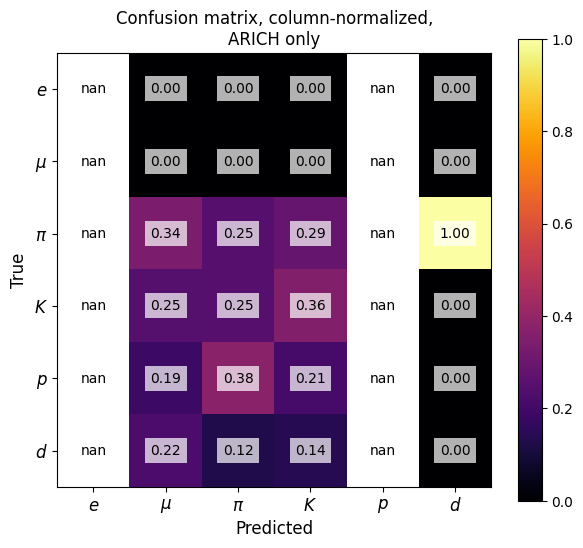 Confusion matrix, column-normalized,
ARICH only
True
e nan 0.00 0.00 0.00 nan 0.00
μ nan 0.00 0.00 0.00 nan 0.00
π nan 0.34 0.25 0.29 nan 1.00
K nan 0.25 0.25 0.36 nan 0.00
p nan 0.19 0.38 0.21 nan 0.00
d nan 0.22 0.12 0.14 nan 0.00
e μ π K p d
Predicted
1.0
0.8
0.6
0.4
0.2
0.0